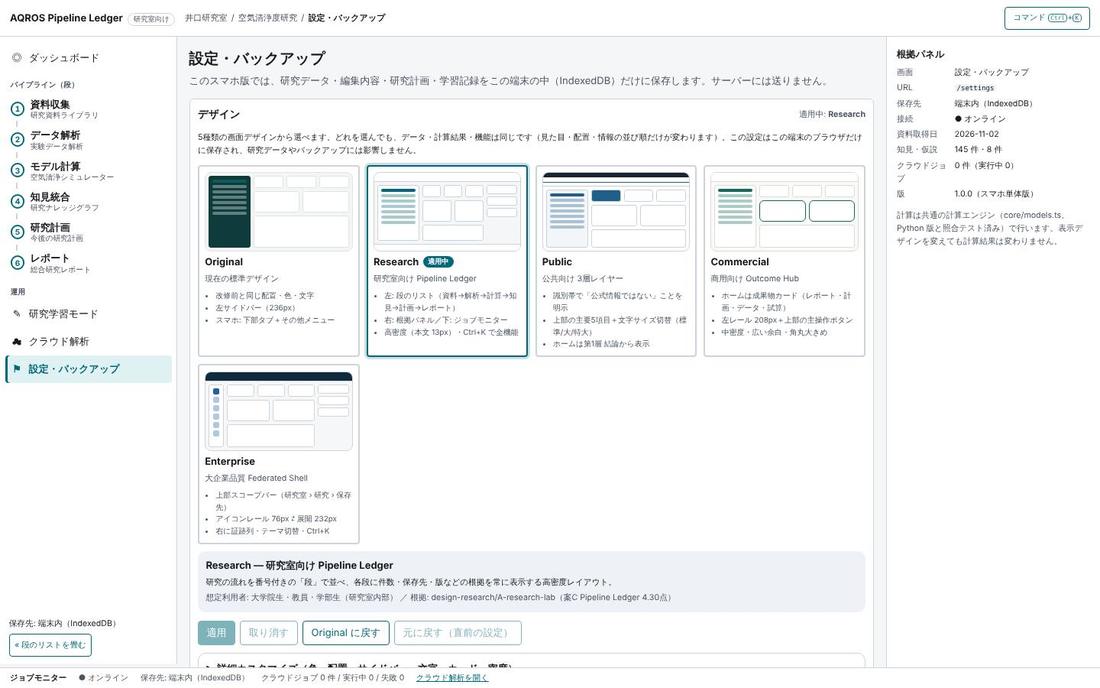 AQROS Pipeline Ledger 研究室向け 井口研究室 / 空気清浄度研究 / 設定・バックアップ コマンド Ctrl+K
◎ ダッシュボード
パイプライン（段）
1 資料収集
研究資料ライブラリ
2 データ解析
実験データ解析
3 モデル計算
空気清浄シミュレーター
4 知見統合
研究ナレッジグラフ
5 研究計画
今後の研究計画
6 レポート
総合研究レポート
運用
✎ 研究学習モード
クラウド解析
⚑ 設定・バックアップ
保存先: 端末内（IndexedDB）
« 段のリストを畳む
設定・バックアップ
このスマホ版では、研究データ・編集内容・研究計画・学習記録をこの端末の中（IndexedDB）だけに保存します。サーバーには送りません。
デザイン 適用中: Research
5種類の画面デザインから選べます。どれを選んでも、データ・計算結果・機能は同じです（見た目・配置・情報の並び順だけが変わります）。この設定はこの端末のブラウザだけ
に保存され、研究データやバックアップには影響しません。
Original
現在の標準デザイン
• 改修前と同じ配置・色・文字
• 左サイドバー（236px）
• スマホ: 下部タブ＋その他メニュー
Research 適用中
研究室向け Pipeline Ledger
• 左: 段のリスト（資料→解析→計算→知
見→計画→レポート）
• 右: 根拠パネル／下: ジョブモニター
• 高密度（本文 13px）・Ctrl+K で全機能
Public
公共向け 3層レイヤー
• 識別帯で「公式情報ではない」ことを
明示
• 上部の主要5項目＋文字サイズ切替（標
準/大/特大）
• ホームは第1層 結論から表示
Commercial
商用向け Outcome Hub
• ホームは成果物カード（レポート・計
画・データ・試算）
• 左レール 208px＋上部の主操作ボタン
• 中密度・広い余白・角丸大きめ
Enterprise
大企業品質 Federated Shell
• 上部スコープバー（研究室 › 研究 › 保存
先）
• アイコンレール 76px ⇄ 展開 232px
• 右に証跡列・テーマ切替・Ctrl+K
Research — 研究室向け Pipeline Ledger
研究の流れを番号付きの「段」で並べ、各段に件数・保存先・版などの根拠を常に表示する高密度レイアウト。
想定利用者: 大学院生・教員・学部生（研究室内部） ／ 根拠: design-research/A-research-lab（案C Pipeline Ledger 4.30点）
適用 取り消す Original に戻す 元に戻す（直前の設定）
根拠パネル
画面 設定・バックアップ
URL /settings
保存先 端末内（IndexedDB）
接続 ● オンライン
資料取得日 2026-11-02
知見・仮説 145 件・8 件
クラウドジョブ 0 件（実行中 0）
版 1.0.0（スマホ単体版）
計算は共通の計算エンジン（core/models.ts、
Python 版と照合テスト済み）で行います。表示デ
ザインを変えても計算結果は変わりません。
ジョブモニター ● オンライン 保存先: 端末内（IndexedDB） クラウドジョブ 0 件 / 実行中 0 / 失敗 0 クラウド解析を開く